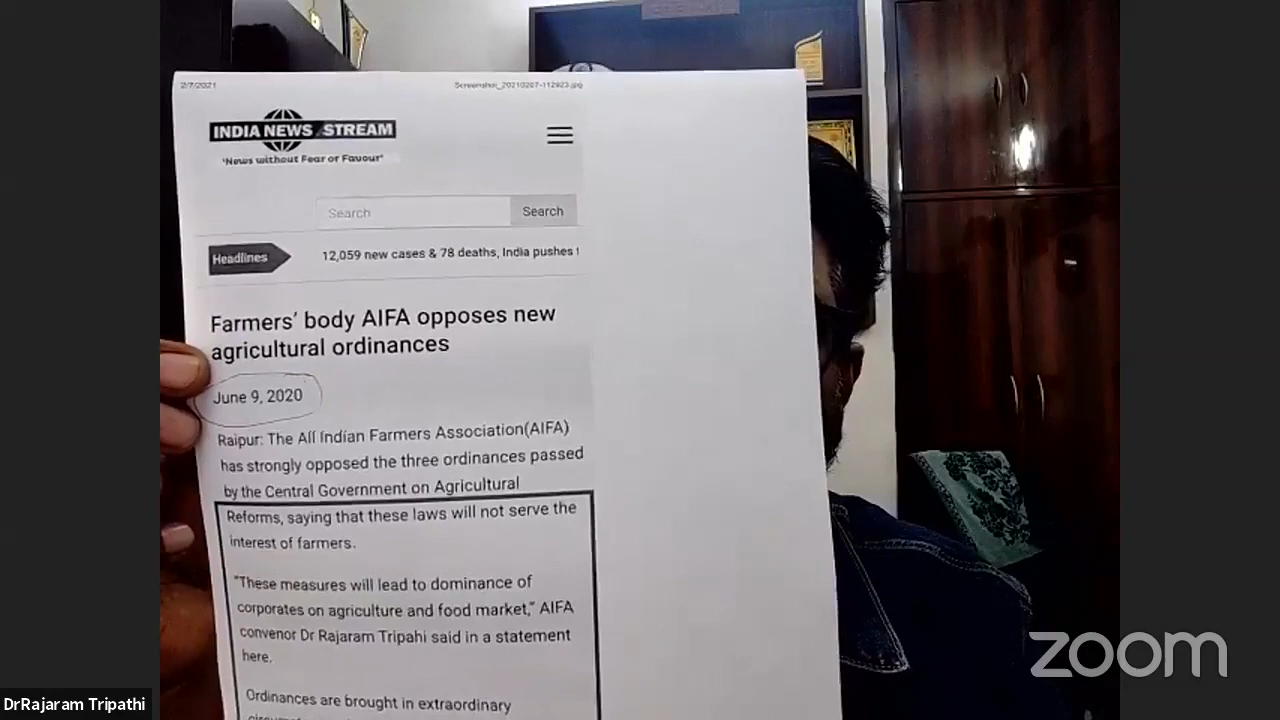 2/7/2021 Screenshot_20210207-112923.jpg
INDIA NEWS STREAM
'News without Fear or Favour'
Search Search
Headlines 12,059 new cases & 78 deaths, India pushes
Farmers' body AIFA opposes new
agricultural ordinances
June 9, 2020
Raipur: The All Indian Farmers Association(AIFA)
has strongly opposed the three ordinances passed
by the Central Government on Agricultural
Reforms, saying that these laws will not serve the
interest of farmers.
"These measures will lead to dominance of
corporates on agriculture and food market," AIFA
convenor Dr Rajaram Tripahi said in a statement
here.
Ordinances are brought in extraordinary
zoom
DrRajaram Tripathi